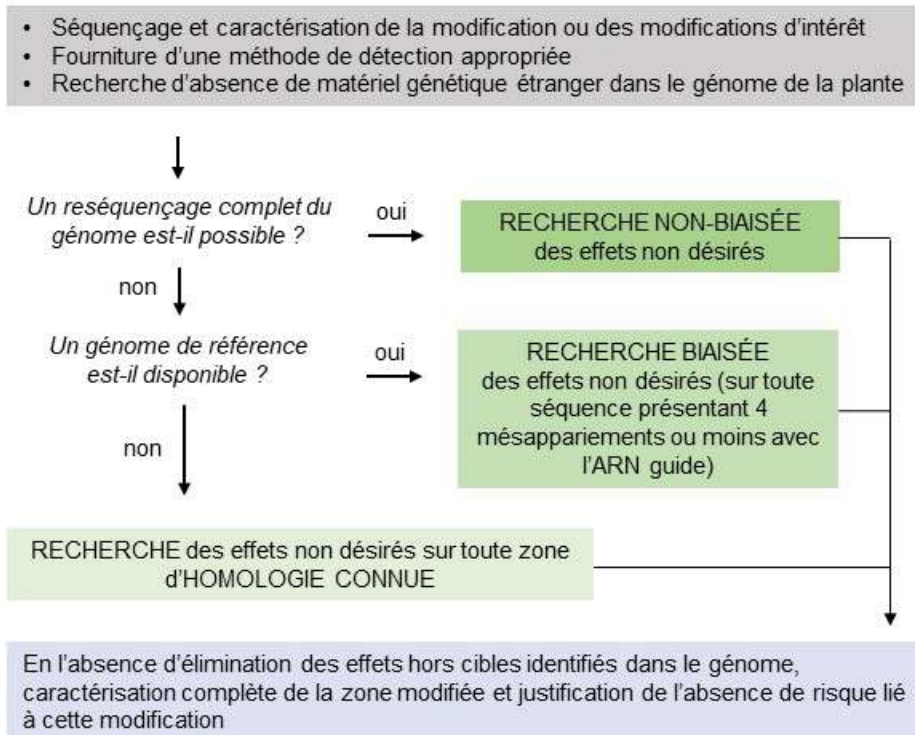 • Séquençage et caractérisation de la modification ou des modifications d'intérêt
• Fourniture d'une méthode de détection appropriée
• Recherche d'absence de matériel génétique étranger dans le génome de la plante
Un reséquençage complet du
génome est-il possible ?
oui
RECHERCHE NON-BIAISÉE
des effets non désirés
non
Un génome de référence
est-il disponible ?
oui
RECHERCHE BIAISÉE
des effets non désirés (sur toute
séquence présentant 4
mésappariements ou moins avec
l'ARN guide)
non
RECHERCHE des effets non désirés sur toute zone
d'HOMOLOGIE CONNUE
En l'absence d'élimination des effets hors cibles identifiés dans le génome,
caractérisation complète de la zone modifiée et justification de l'absence de risque lié
à cette modification